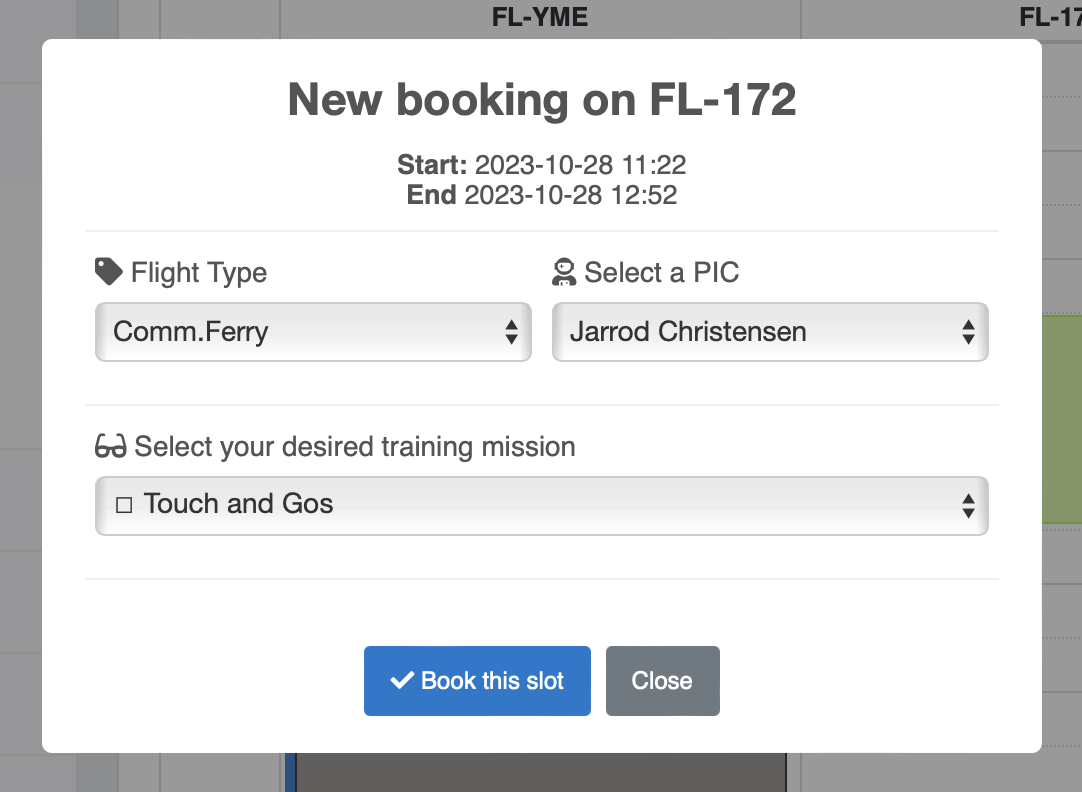 FL-YME
New booking on FL-172
Start: 2023-10-28 11:22
End 2023-10-28 12:52
Flight Type
Select a PIC
Comm.Ferry
Jarrod Christensen
Select your desired training mission
Touch and Gos
Book this slot
Close